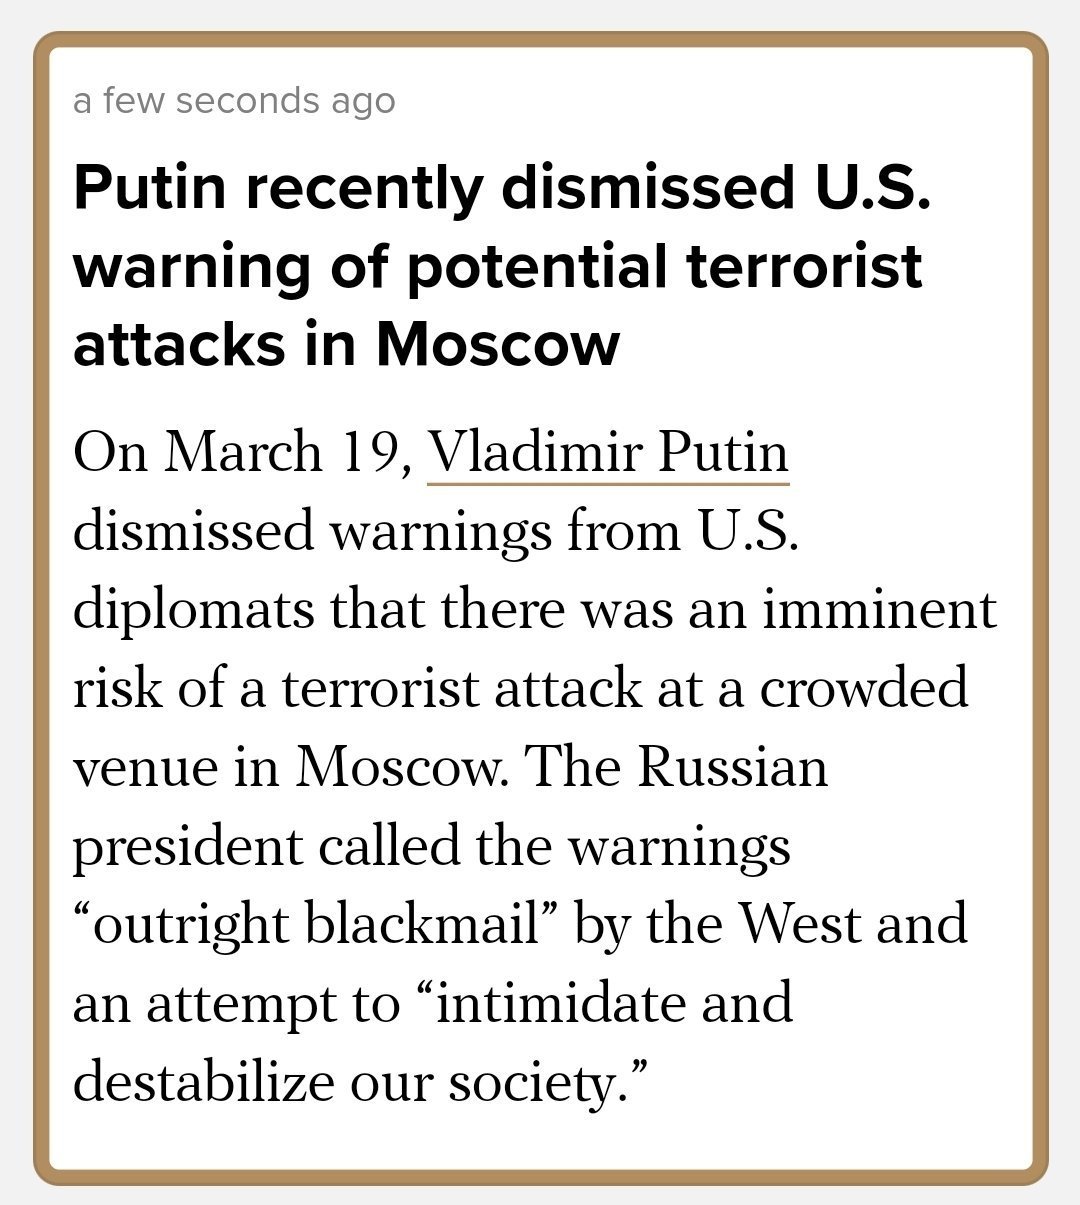 a few seconds ago
Putin recently dismissed U.S.
warning of potential terrorist
attacks in Moscow
On March 19, Vladimir Putin
dismissed warnings from U.S.
diplomats that there was an imminent
risk of a terrorist attack at a crowded
venue in Moscow. The Russian
president called the warnings
“outright blackmail” by the West and
an attempt to “intimidate and
destabilize our society.”